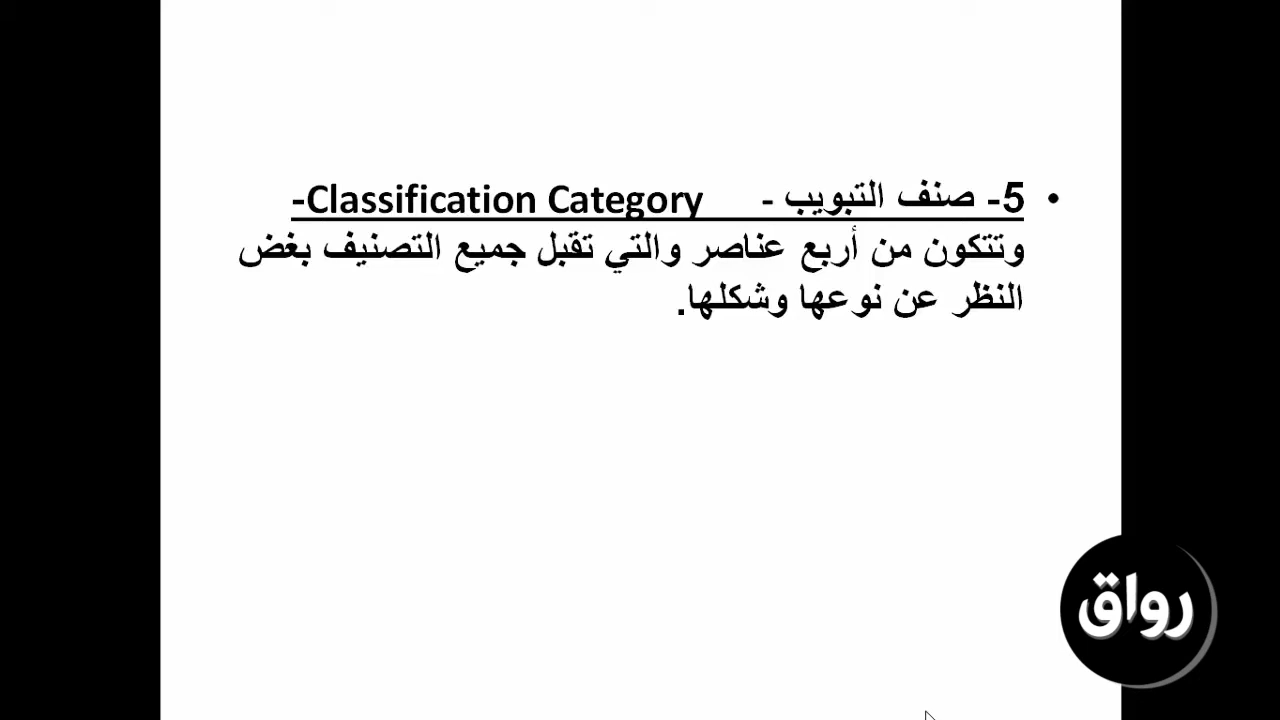 • 5- صنف التبويب - Classification Category-
وتتكون من أربع عناصر والتي تقبل جميع التصنيف بغض
النظر عن نوعها وشكلها.
رواق